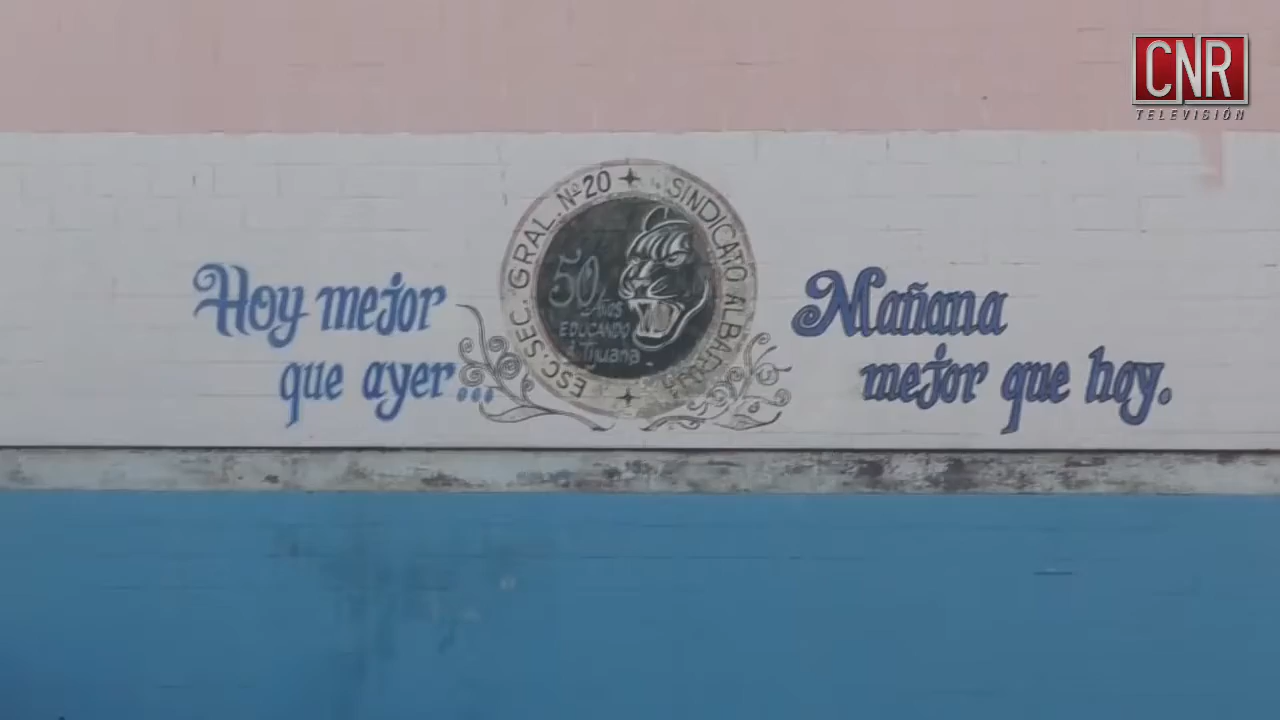 CNR
TELEVISIÓN
ESC. SEC. GRAL. Nº 20
SINDICATO ALBA
50
Años
EDUCANDO
a Tijuana
Hoy mejor
que ayer...
Mañana
mejor que hoy.